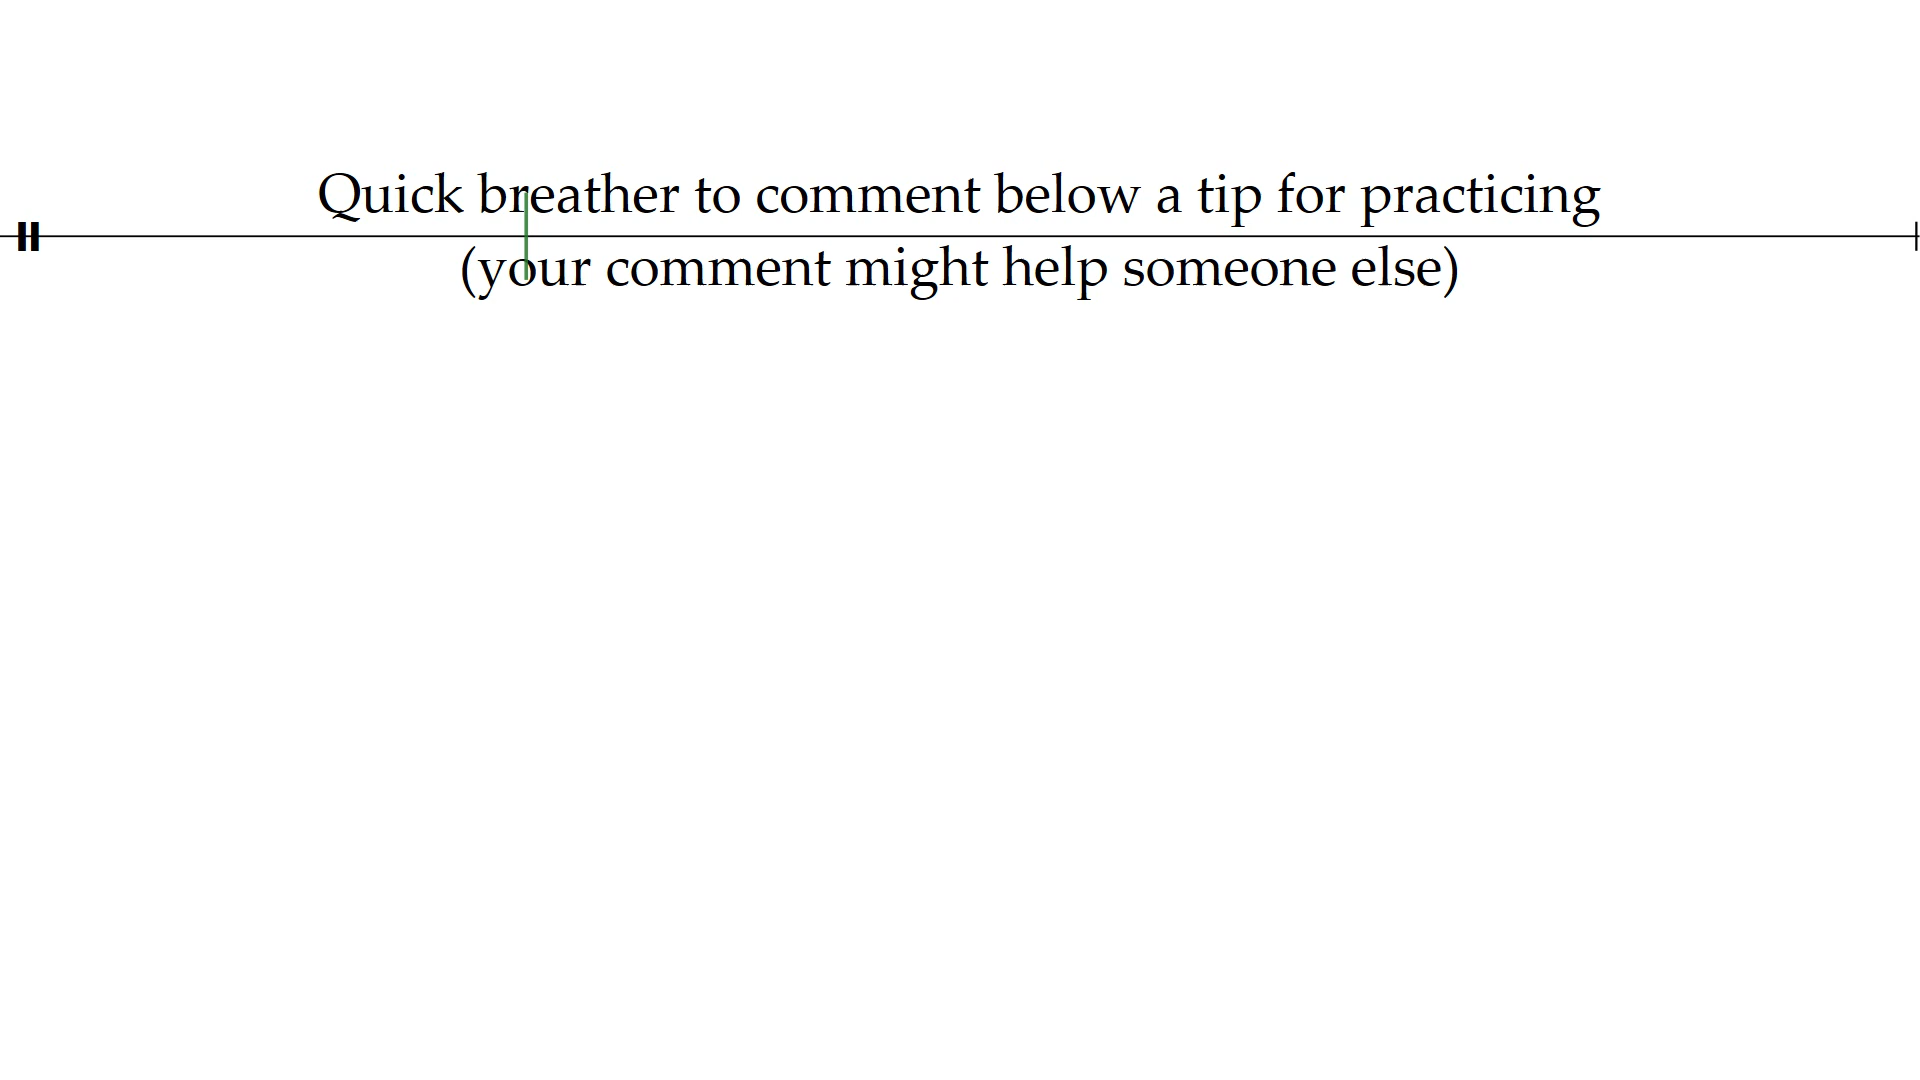 Quick breather to comment below a tip for practicing
(your comment might help someone else)